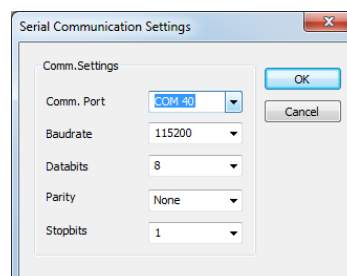 Serial Communication Settings
Comm.Settings
OK
Comm. Port COM 40
Cancel
Baudrate 115200
Databits 8
Parity None
Stopbits 1